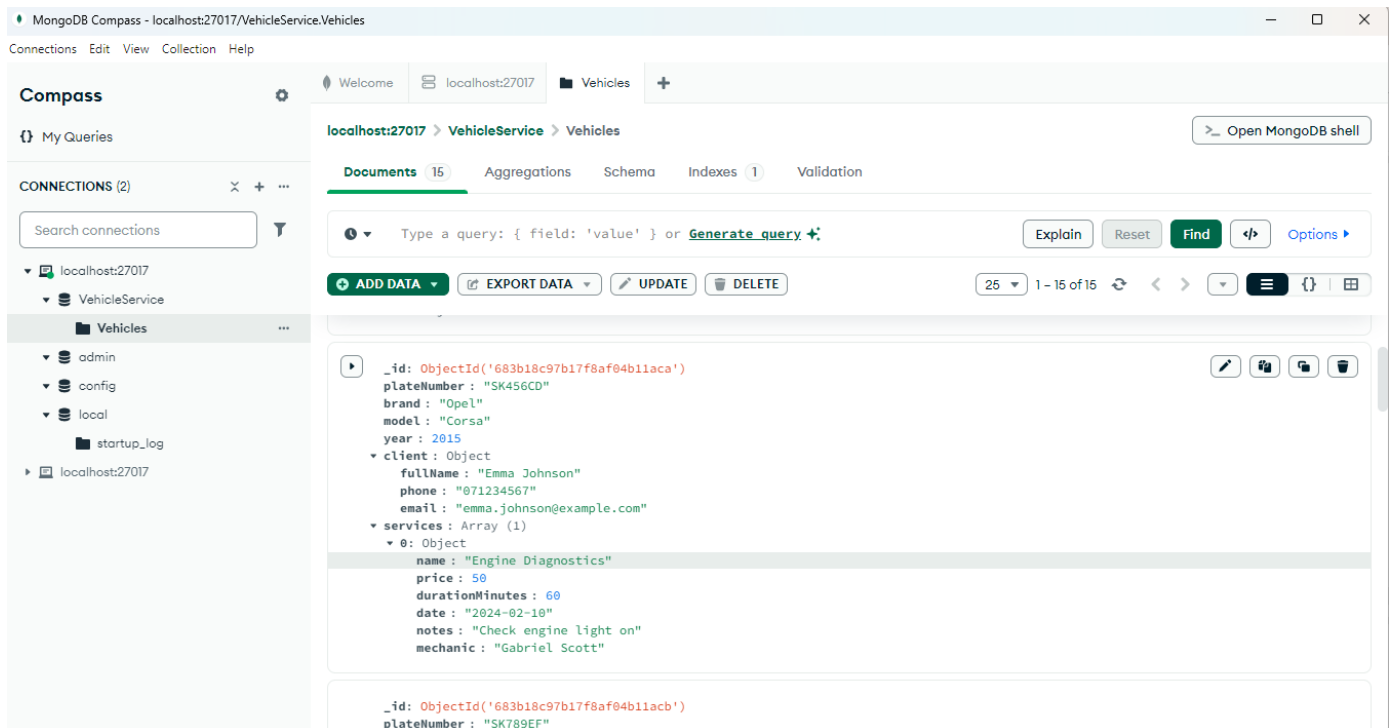 MongoDB Compass - localhost:27017/VehicleService.Vehicles
Connections Edit View Collection Help
Compass
My Queries
CONNECTIONS (2)
Search connections
localhost:27017
VehicleService
Vehicles
admin
config
local
startup_log
localhost:27017
Welcome localhost:27017 Vehicles
localhost:27017 > VehicleService > Vehicles
>_ Open MongoDB shell
Documents 15 Aggregations Schema Indexes 1 Validation
Type a query: { field: 'value' } or Generate query
Explain Reset Find </> Options
ADD DATA EXPORT DATA UPDATE DELETE
25 1 – 15 of 15 {}
_id: ObjectId('683b18c97b17f8af04b11aca')
plateNumber : "SK456CD"
brand : "Opel"
model : "Corsa"
year : 2015
client : Object
fullName : "Emma Johnson"
phone : "071234567"
email : "emma.johnson@example.com"
services : Array (1)
0: Object
name : "Engine Diagnostics"
price : 50
durationMinutes : 60
date : "2024-02-10"
notes : "Check engine light on"
mechanic : "Gabriel Scott"
_id: ObjectId('683b18c97b17f8af04b11acb')
plateNumber : "SK789EF"